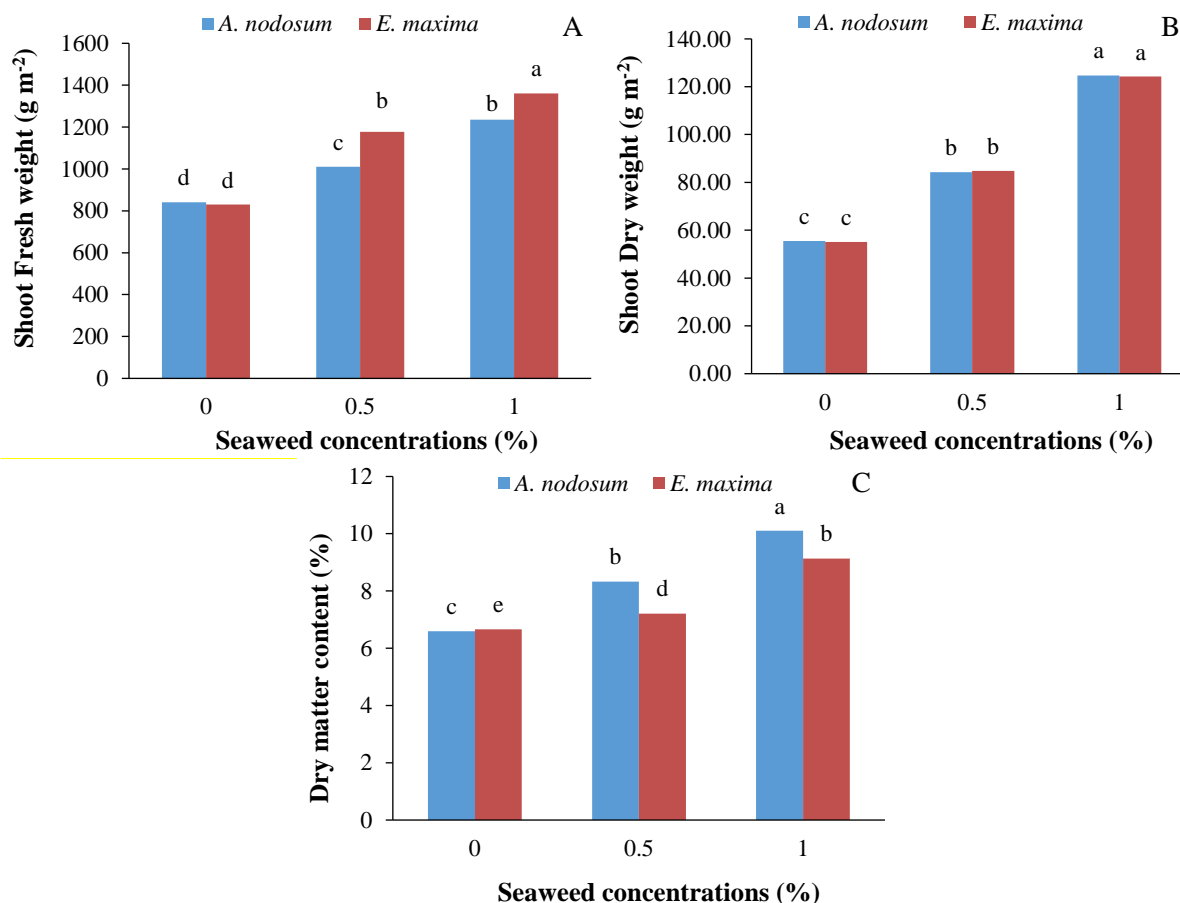 A. nodosum E. maxima A
Shoot Fresh weight (g m-2)
1600
1400
1200
1000
800
600
400
200
0
d d c b b a
0 0.5 1
Seaweed concentrations (%)
A. nodosum E. maxima B
Shoot Dry weight (g m-2)
140.00
120.00
100.00
80.00
60.00
40.00
20.00
0.00
c c b b a a
0 0.5 1
Seaweed concentrations (%)
A. nodosum E. maxima C
Dry matter content (%)
12
10
8
6
4
2
0
c e b d a b
0 0.5 1
Seaweed concentrations (%)